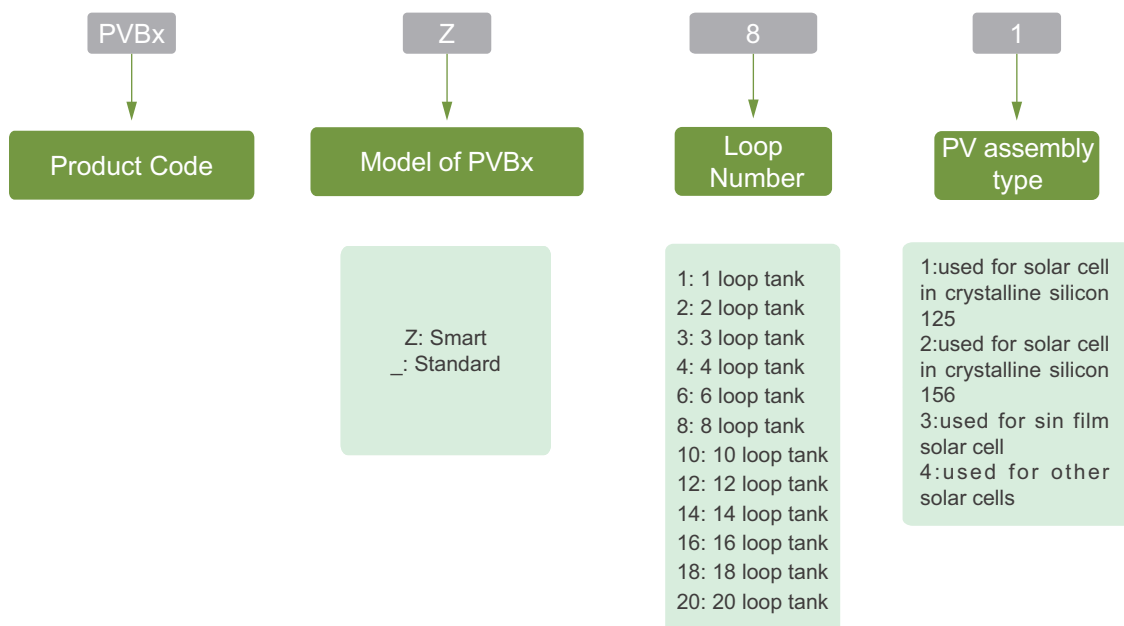 PVBx
Z
8
1
Product Code
Model of PVBx
Loop
Number
PV assembly
type
Z: Smart
_: Standard
1: 1 loop tank
2: 2 loop tank
3: 3 loop tank
4: 4 loop tank
6: 6 loop tank
8: 8 loop tank
10: 10 loop tank
12: 12 loop tank
14: 14 loop tank
16: 16 loop tank
18: 18 loop tank
20: 20 loop tank
1:used for solar cell
in crystalline silicon
125
2:used for solar cell
in crystalline silicon
156
3:used for sin film
solar cell
4:used for other
solar cells